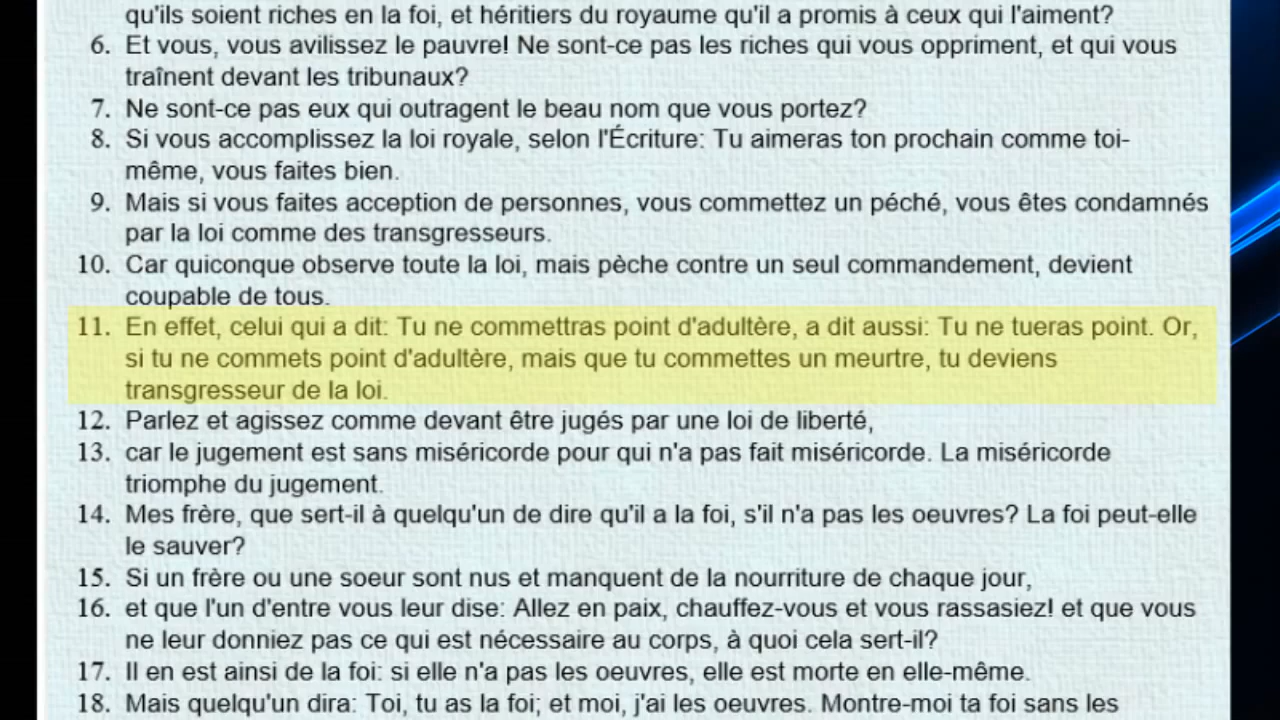 qu'ils soient riches en la foi, et héritiers du royaume qu'il a promis à ceux qui l'aiment?
6. Et vous, vous avilissez le pauvre! Ne sont-ce pas les riches qui vous oppriment, et qui vous
traînent devant les tribunaux?
7. Ne sont-ce pas eux qui outragent le beau nom que vous portez?
8. Si vous accomplissez la loi royale, selon l'Écriture: Tu aimeras ton prochain comme toi-
même, vous faites bien.
9. Mais si vous faites acception de personnes, vous commettez un péché, vous êtes condamnés
par la loi comme des transgresseurs.
10. Car quiconque observe toute la loi, mais pèche contre un seul commandement, devient
coupable de tous.
11. En effet, celui qui a dit: Tu ne commettras point d'adultère, a dit aussi: Tu ne tueras point. Or,
si tu ne commets point d'adultère, mais que tu commettes un meurtre, tu deviens
transgresseur de la loi.
12. Parlez et agissez comme devant être jugés par une loi de liberté,
13. car le jugement est sans miséricorde pour qui n'a pas fait miséricorde. La miséricorde
triomphe du jugement.
14. Mes frère, que sert-il à quelqu'un de dire qu'il a la foi, s'il n'a pas les oeuvres? La foi peut-elle
le sauver?
15. Si un frère ou une soeur sont nus et manquent de la nourriture de chaque jour,
16. et que l'un d'entre vous leur dise: Allez en paix, chauffez-vous et vous rassasiez! et que vous
ne leur donniez pas ce qui est nécessaire au corps, à quoi cela sert-il?
17. Il en est ainsi de la foi: si elle n'a pas les oeuvres, elle est morte en elle-même.
18. Mais quelqu'un dira: Toi, tu as la foi; et moi, j'ai les oeuvres. Montre-moi ta foi sans les